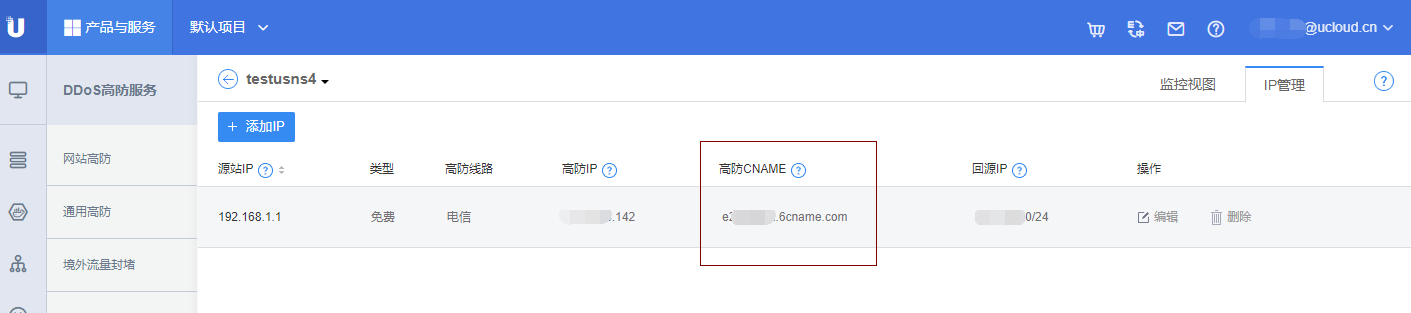 U 产品与服务 默认项目 @ucloud.cn
testusns4 监控视图 IP管理 ?
DDoS高防服务
+ 添加IP
网站高防
源站IP ? 类型 高防线路 高防IP ? 高防CNAME ? 回源IP ? 操作
通用高防
192.168.1.1 免费 电信 .142 e2 .6cname.com 0/24 编辑 删除
境外流量封堵